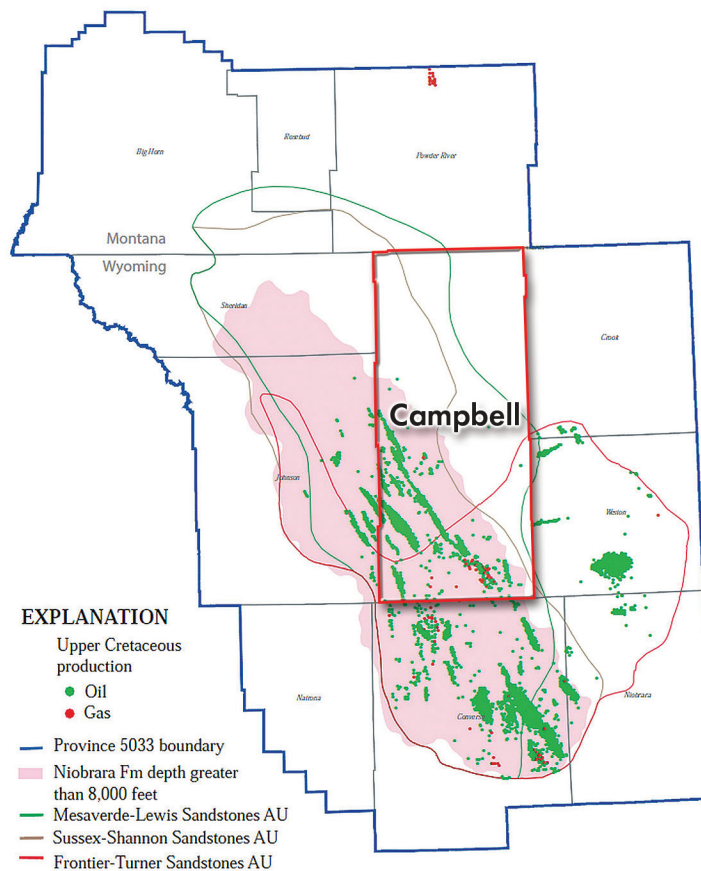 Big Horn
Rosebud
Powder River
Montana
Wyoming
Sheridan
Crook
Campbell
Johnson
Weston
EXPLANATION
Upper Cretaceous
production
Oil
Gas
Natrona
Converse
Niobrara
Province 5033 boundary
Niobrara Fm depth greater
than 8,000 feet
Mesaverde-Lewis Sandstones AU
Sussex-Shannon Sandstones AU
Frontier-Turner Sandstones AU